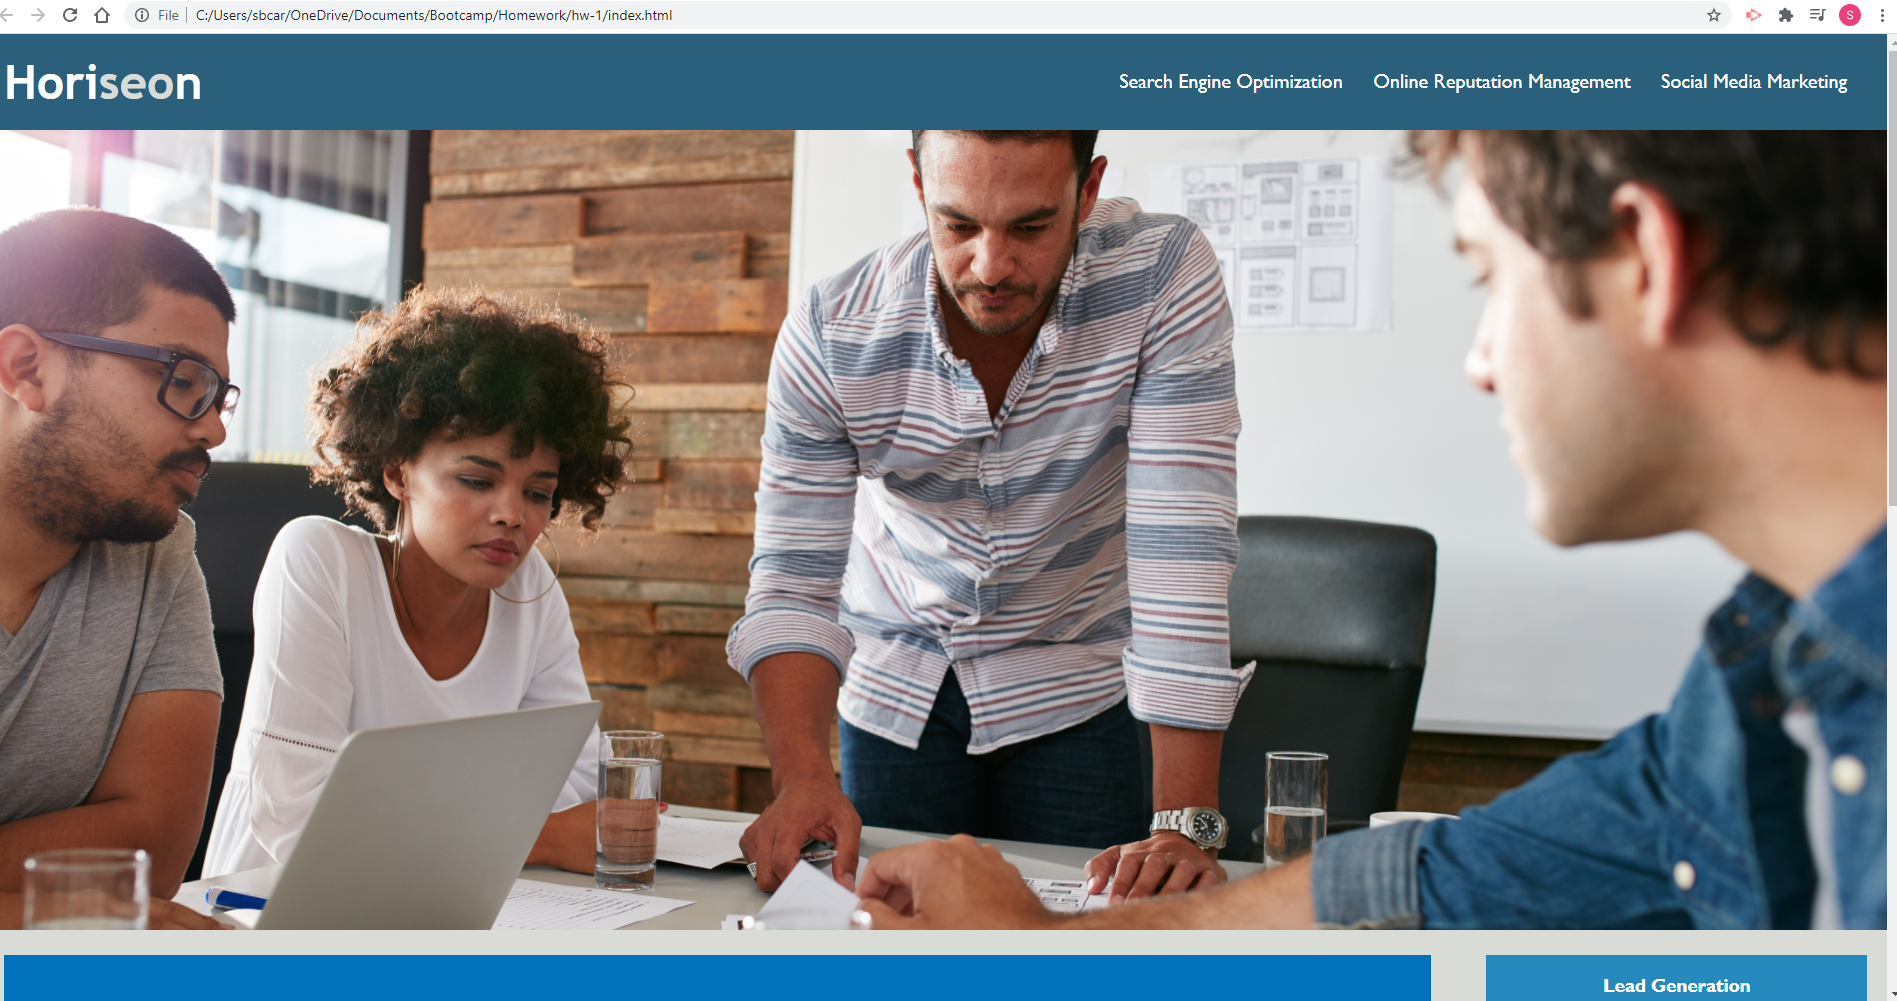 File C:/Users/sbcar/OneDrive/Documents/Bootcamp/Homework/hw-1/index.html
S
Horiseon
Search Engine Optimization Online Reputation Management Social Media Marketing
Lead Generation